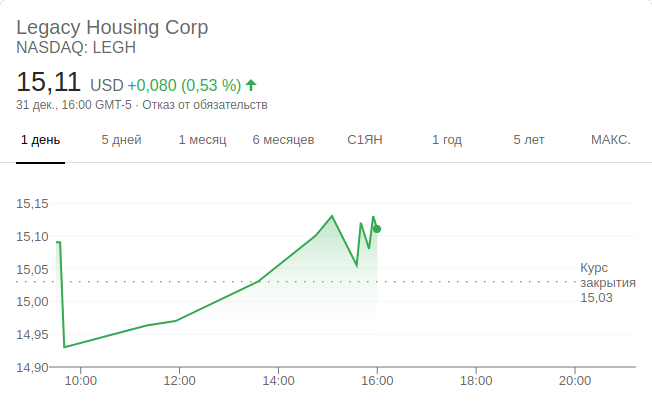 Legacy Housing Corp
NASDAQ: LEGH
15,11 USD +0,080 (0,53 %)
31 дек., 16:00 GMT-5 · Отказ от обязательств
1 день 5 дней 1 месяц 6 месяцев С1ЯН 1 год 5 лет МАКС.
15,15
15,10
15,05
15,00
14,95
14,90
Курс
закрытия
15,03
10:00 12:00 14:00 16:00 18:00 20:00